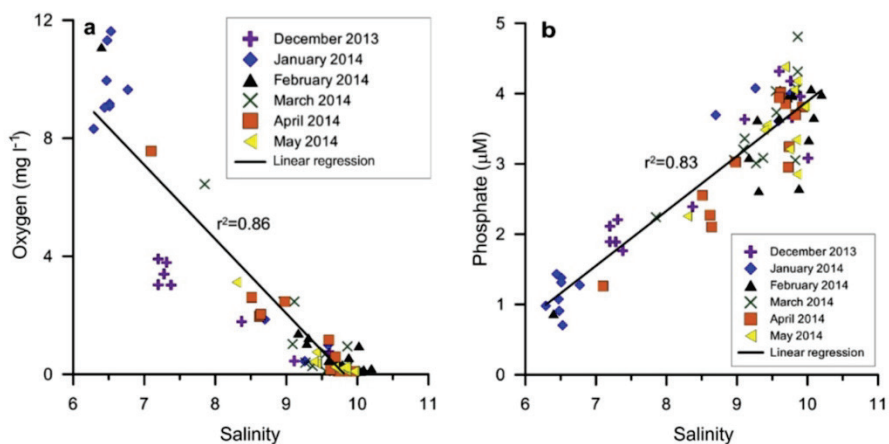 a
12
8
4
0
Oxygen (mg l⁻¹)
December 2013
January 2014
February 2014
March 2014
April 2014
May 2014
Linear regression
r²=0.86
6 7 8 9 10 11
Salinity
b
5
4
3
2
1
0
Phosphate (µM)
r²=0.83
December 2013
January 2014
February 2014
March 2014
April 2014
May 2014
Linear regression
6 7 8 9 10 11
Salinity